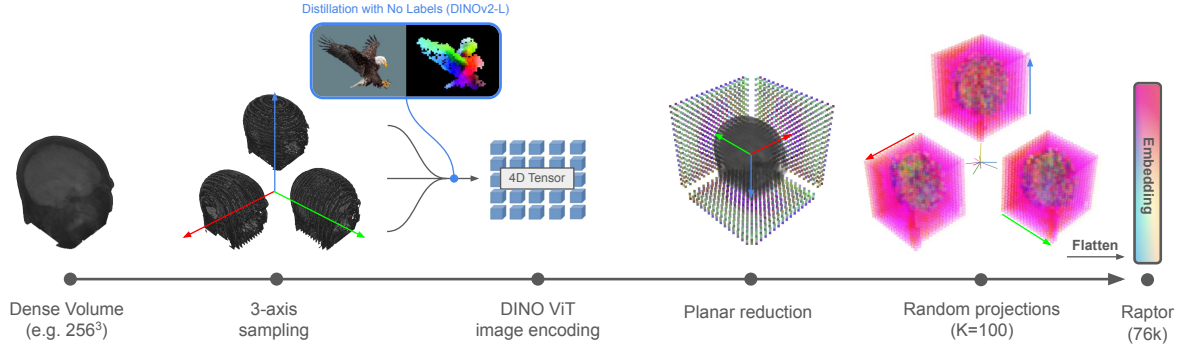 Distillation with No Labels (DINOv2-L)
4D Tensor
Embedding
Flatten
Dense Volume
(e.g. 256³)
3-axis
sampling
DINO ViT
image encoding
Planar reduction
Random projections
(K=100)
Raptor
(76k)